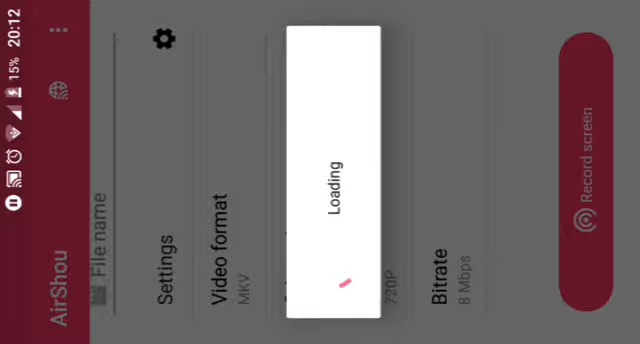 15% 20:12
AirShou
File name
Settings
Video format
MKV
Loading
720P
Bitrate
8 Mbps
Record screen